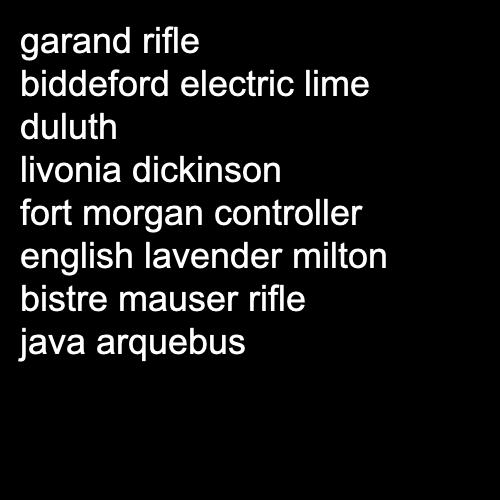 garand rifle
biddeford electric lime
duluth
livonia dickinson
fort morgan controller
english lavender milton
bistre mauser rifle
java arquebus